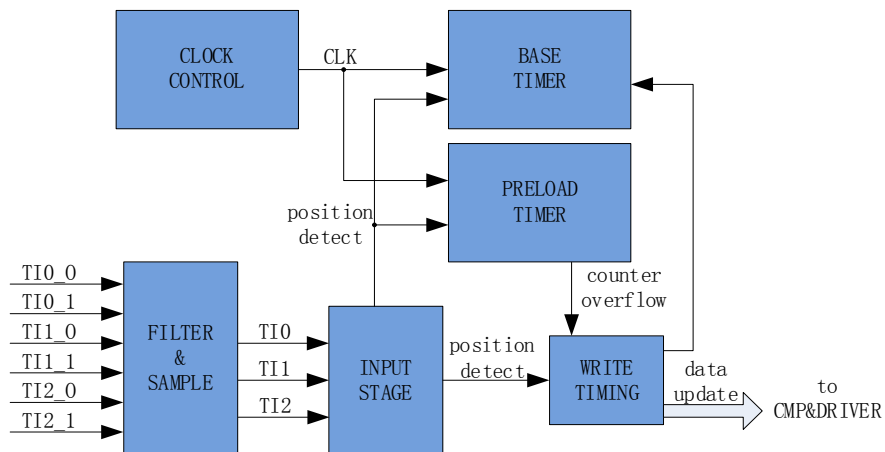 CLOCK
CONTROL
CLK
BASE
TIMER
PRELOAD
TIMER
position
detect
counter
overflow
TI0_0
TI0_1
TI1_0
TI1_1
TI2_0
TI2_1
FILTER
&
SAMPLE
TI0
TI1
TI2
INPUT
STAGE
position
detect
WRITE
TIMING
data
update
to
CMP&DRIVER